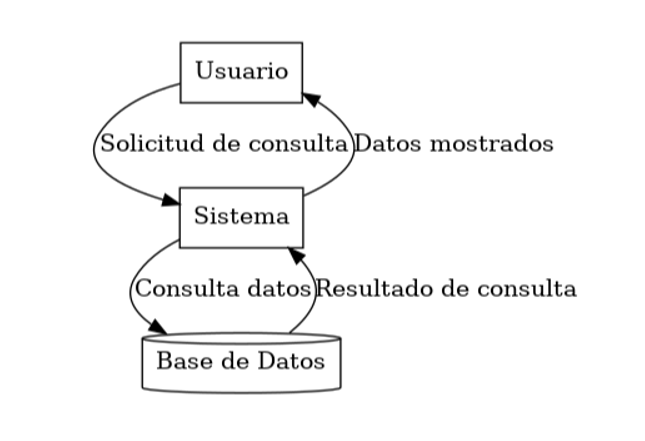 Usuario
Solicitud de consulta
Datos mostrados
Sistema
Consulta datos
Resultado de consulta
Base de Datos